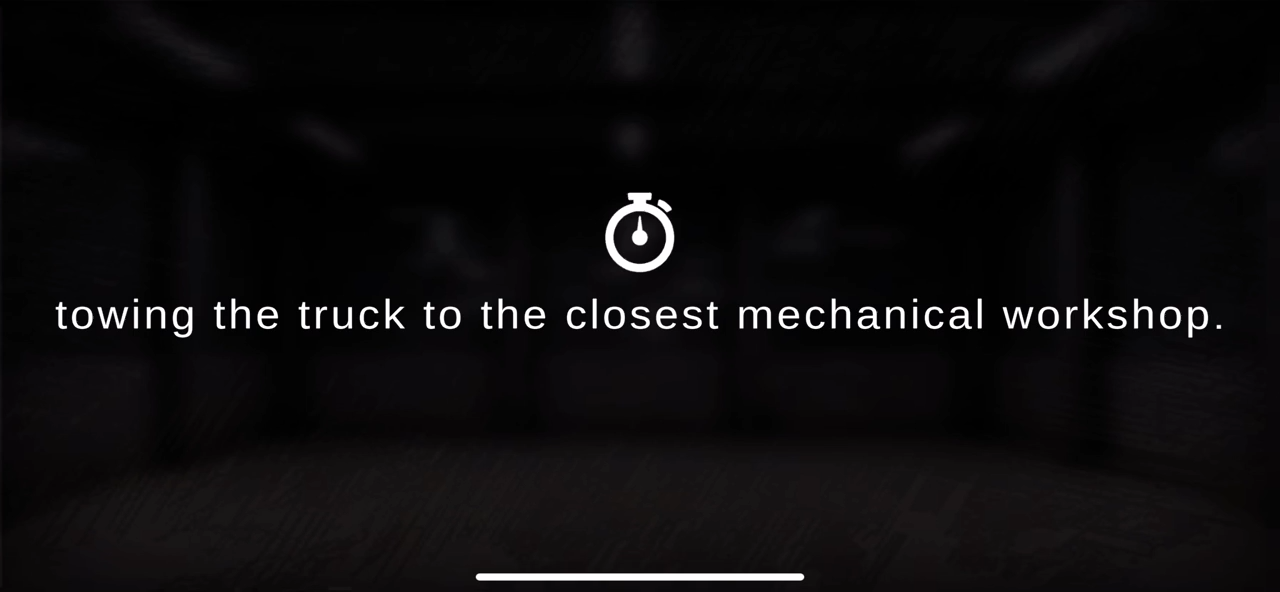 towing the truck to the closest mechanical workshop.